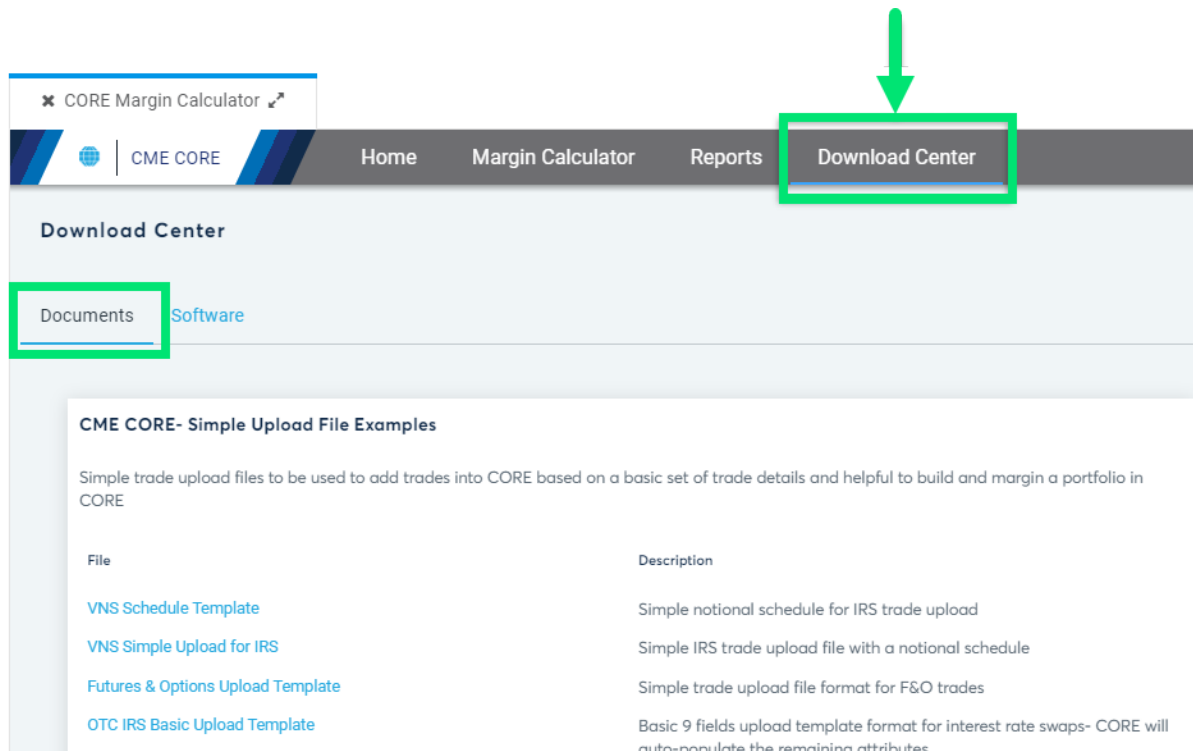 CORE Margin Calculator
CME CORE
Home Margin Calculator Reports Download Center
Download Center
Documents Software
CME CORE- Simple Upload File Examples
Simple trade upload files to be used to add trades into CORE based on a basic set of trade details and helpful to build and margin a portfolio in
CORE
File Description
VNS Schedule Template Simple notional schedule for IRS trade upload
VNS Simple Upload for IRS Simple IRS trade upload file with a notional schedule
Futures & Options Upload Template Simple trade upload file format for F&O trades
OTC IRS Basic Upload Template Basic 9 fields upload template format for interest rate swaps- CORE will
auto-populate the remaining attributes